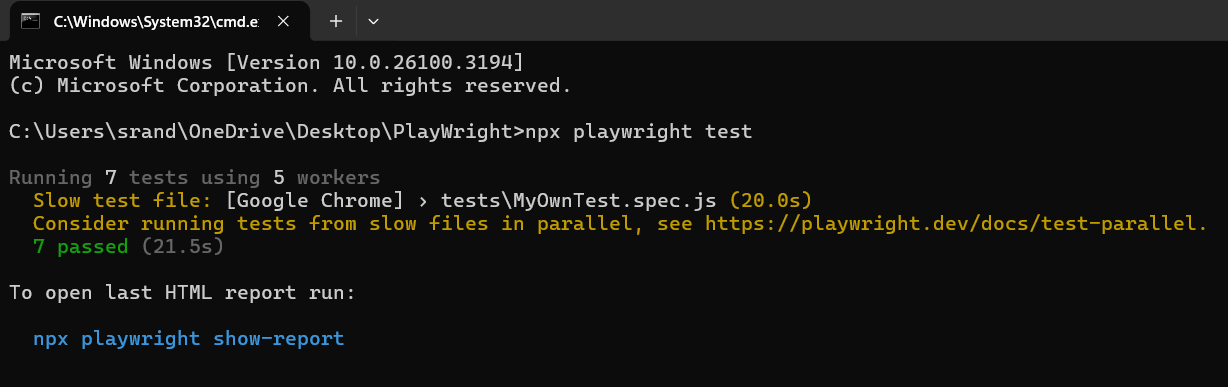 C:\Windows\System32\cmd.e
Microsoft Windows [Version 10.0.26100.3194]
(c) Microsoft Corporation. All rights reserved.
C:\Users\srand\OneDrive\Desktop\PlayWright>npx playwright test
Running 7 tests using 5 workers
Slow test file: [Google Chrome] › tests\MyOwnTest.spec.js (20.0s)
Consider running tests from slow files in parallel, see https://playwright.dev/docs/test-parallel.
7 passed (21.5s)
To open last HTML report run:
npx playwright show-report